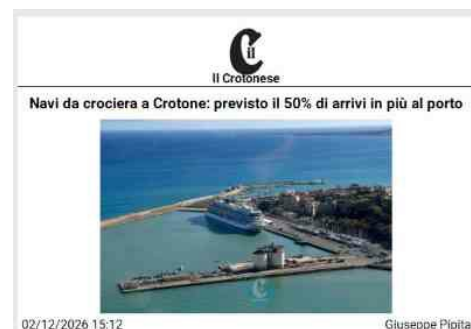 il
Il Crotonese
Navi da crociera a Crotone: previsto il 50% di arrivi in più al porto
02/12/2026 15:12
Giuseppe Pipita